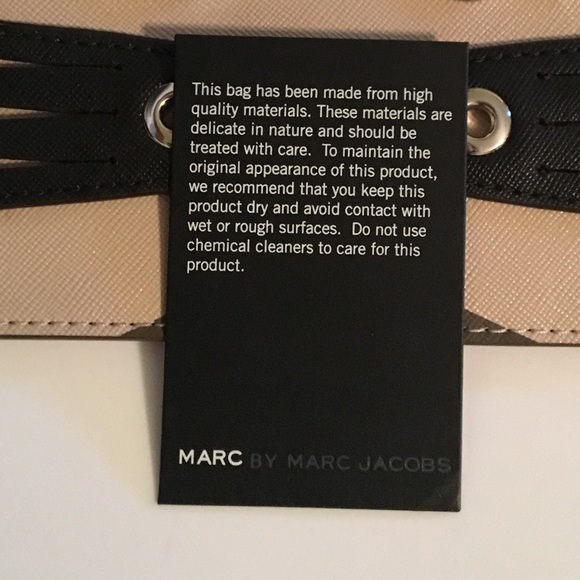 This bag has been made from high
quality materials. These materials are
delicate in nature and should be
treated with care. To maintain the
original appearance of this product,
we recommend that you keep this
product dry and avoid contact with
wet or rough surfaces. Do not use
chemical cleaners to care for this
product.
MARC BY MARC JACOBS